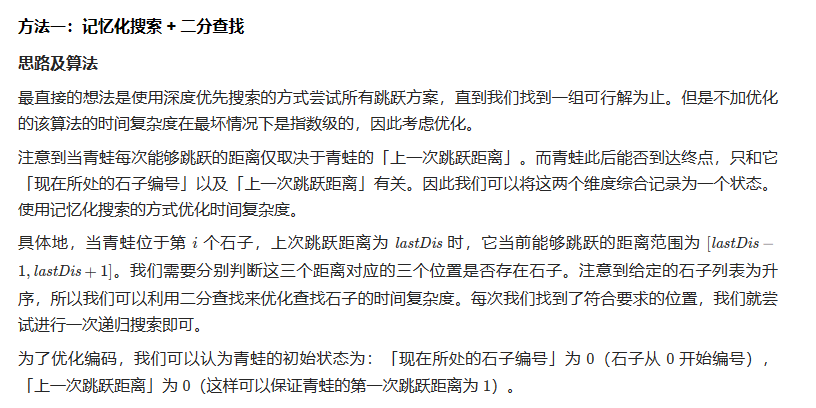 方法一：记忆化搜索 + 二分查找
思路及算法
最直接的想法是使用深度优先搜索的方式尝试所有跳跃方案，直到我们找到一组可行解为止。但是不加优化
的该算法的时间复杂度在最坏情况下是指数级的，因此考虑优化。
注意到当青蛙每次能够跳跃的距离仅取决于青蛙的「上一次跳跃距离」。而青蛙此后能否到达终点，只和它
「现在所处的石子编号」以及「上一次跳跃距离」有关。因此我们可以将这两个维度综合记录为一个状态。
使用记忆化搜索的方式优化时间复杂度。
具体地，当青蛙位于第 i 个石子，上次跳跃距离为 lastDis 时，它当前能够跳跃的距离范围为 [lastDis −
1, lastDis + 1]。我们需要分别判断这三个距离对应的三个位置是否存在石子。注意到给定的石子列表为升
序，所以我们可以利用二分查找来优化查找石子的时间复杂度。每次我们找到了符合要求的位置，我们就尝
试进行一次递归搜索即可。
为了优化编码，我们可以认为青蛙的初始状态为：「现在所处的石子编号」为 0（石子从 0 开始编号），
「上一次跳跃距离」为 0（这样可以保证青蛙的第一次跳跃距离为 1）。